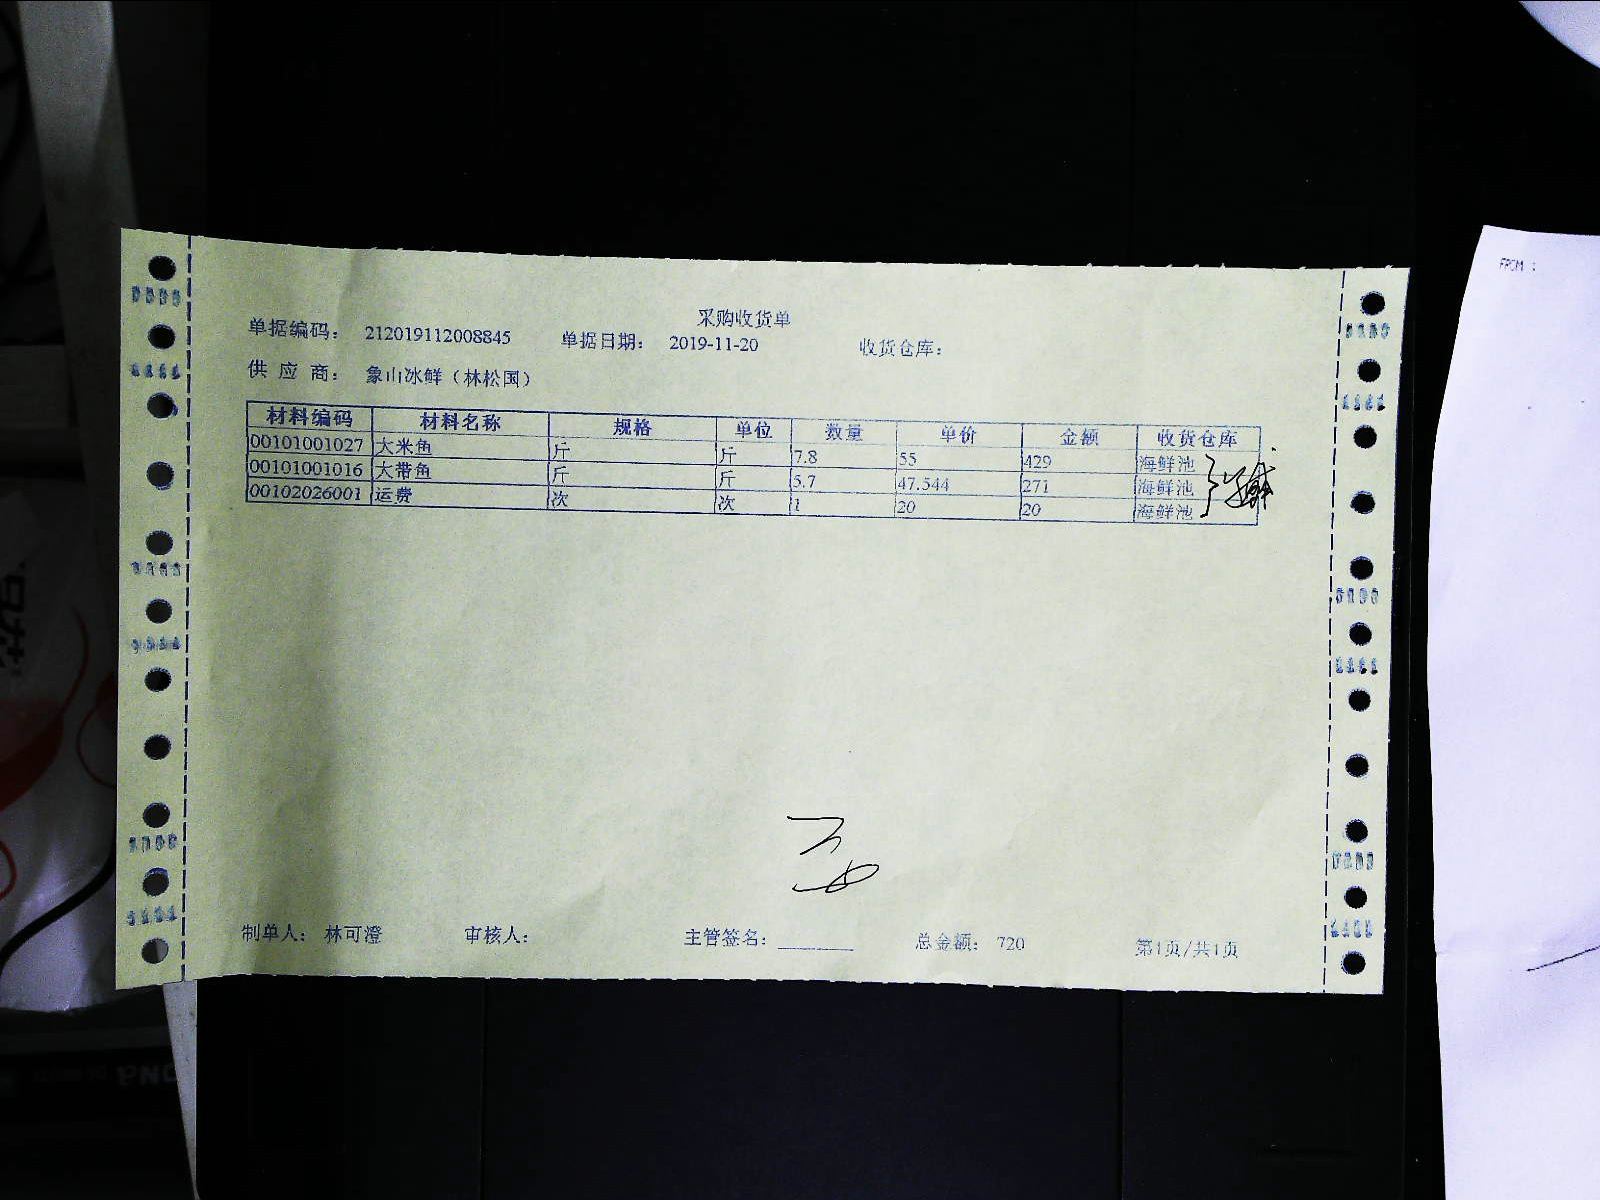 采购收货单
单据编码： 212019112008845 单据日期： 2019-11-20 收货仓库：
供 应 商： 象山冰鲜（林松国）
材料编码 材料名称 规格 单位 数量 单价 金额 收货仓库
00101001027 大米鱼 斤 斤 7.8 55 429 海鲜池
00101001016 大带鱼 斤 斤 5.7 47.544 271 海鲜池
00102026001 运费 次 次 1 20 20 海鲜池
制单人： 林可澄 审核人： 主管签名： 总金额： 720 第1页/共1页
FROM :